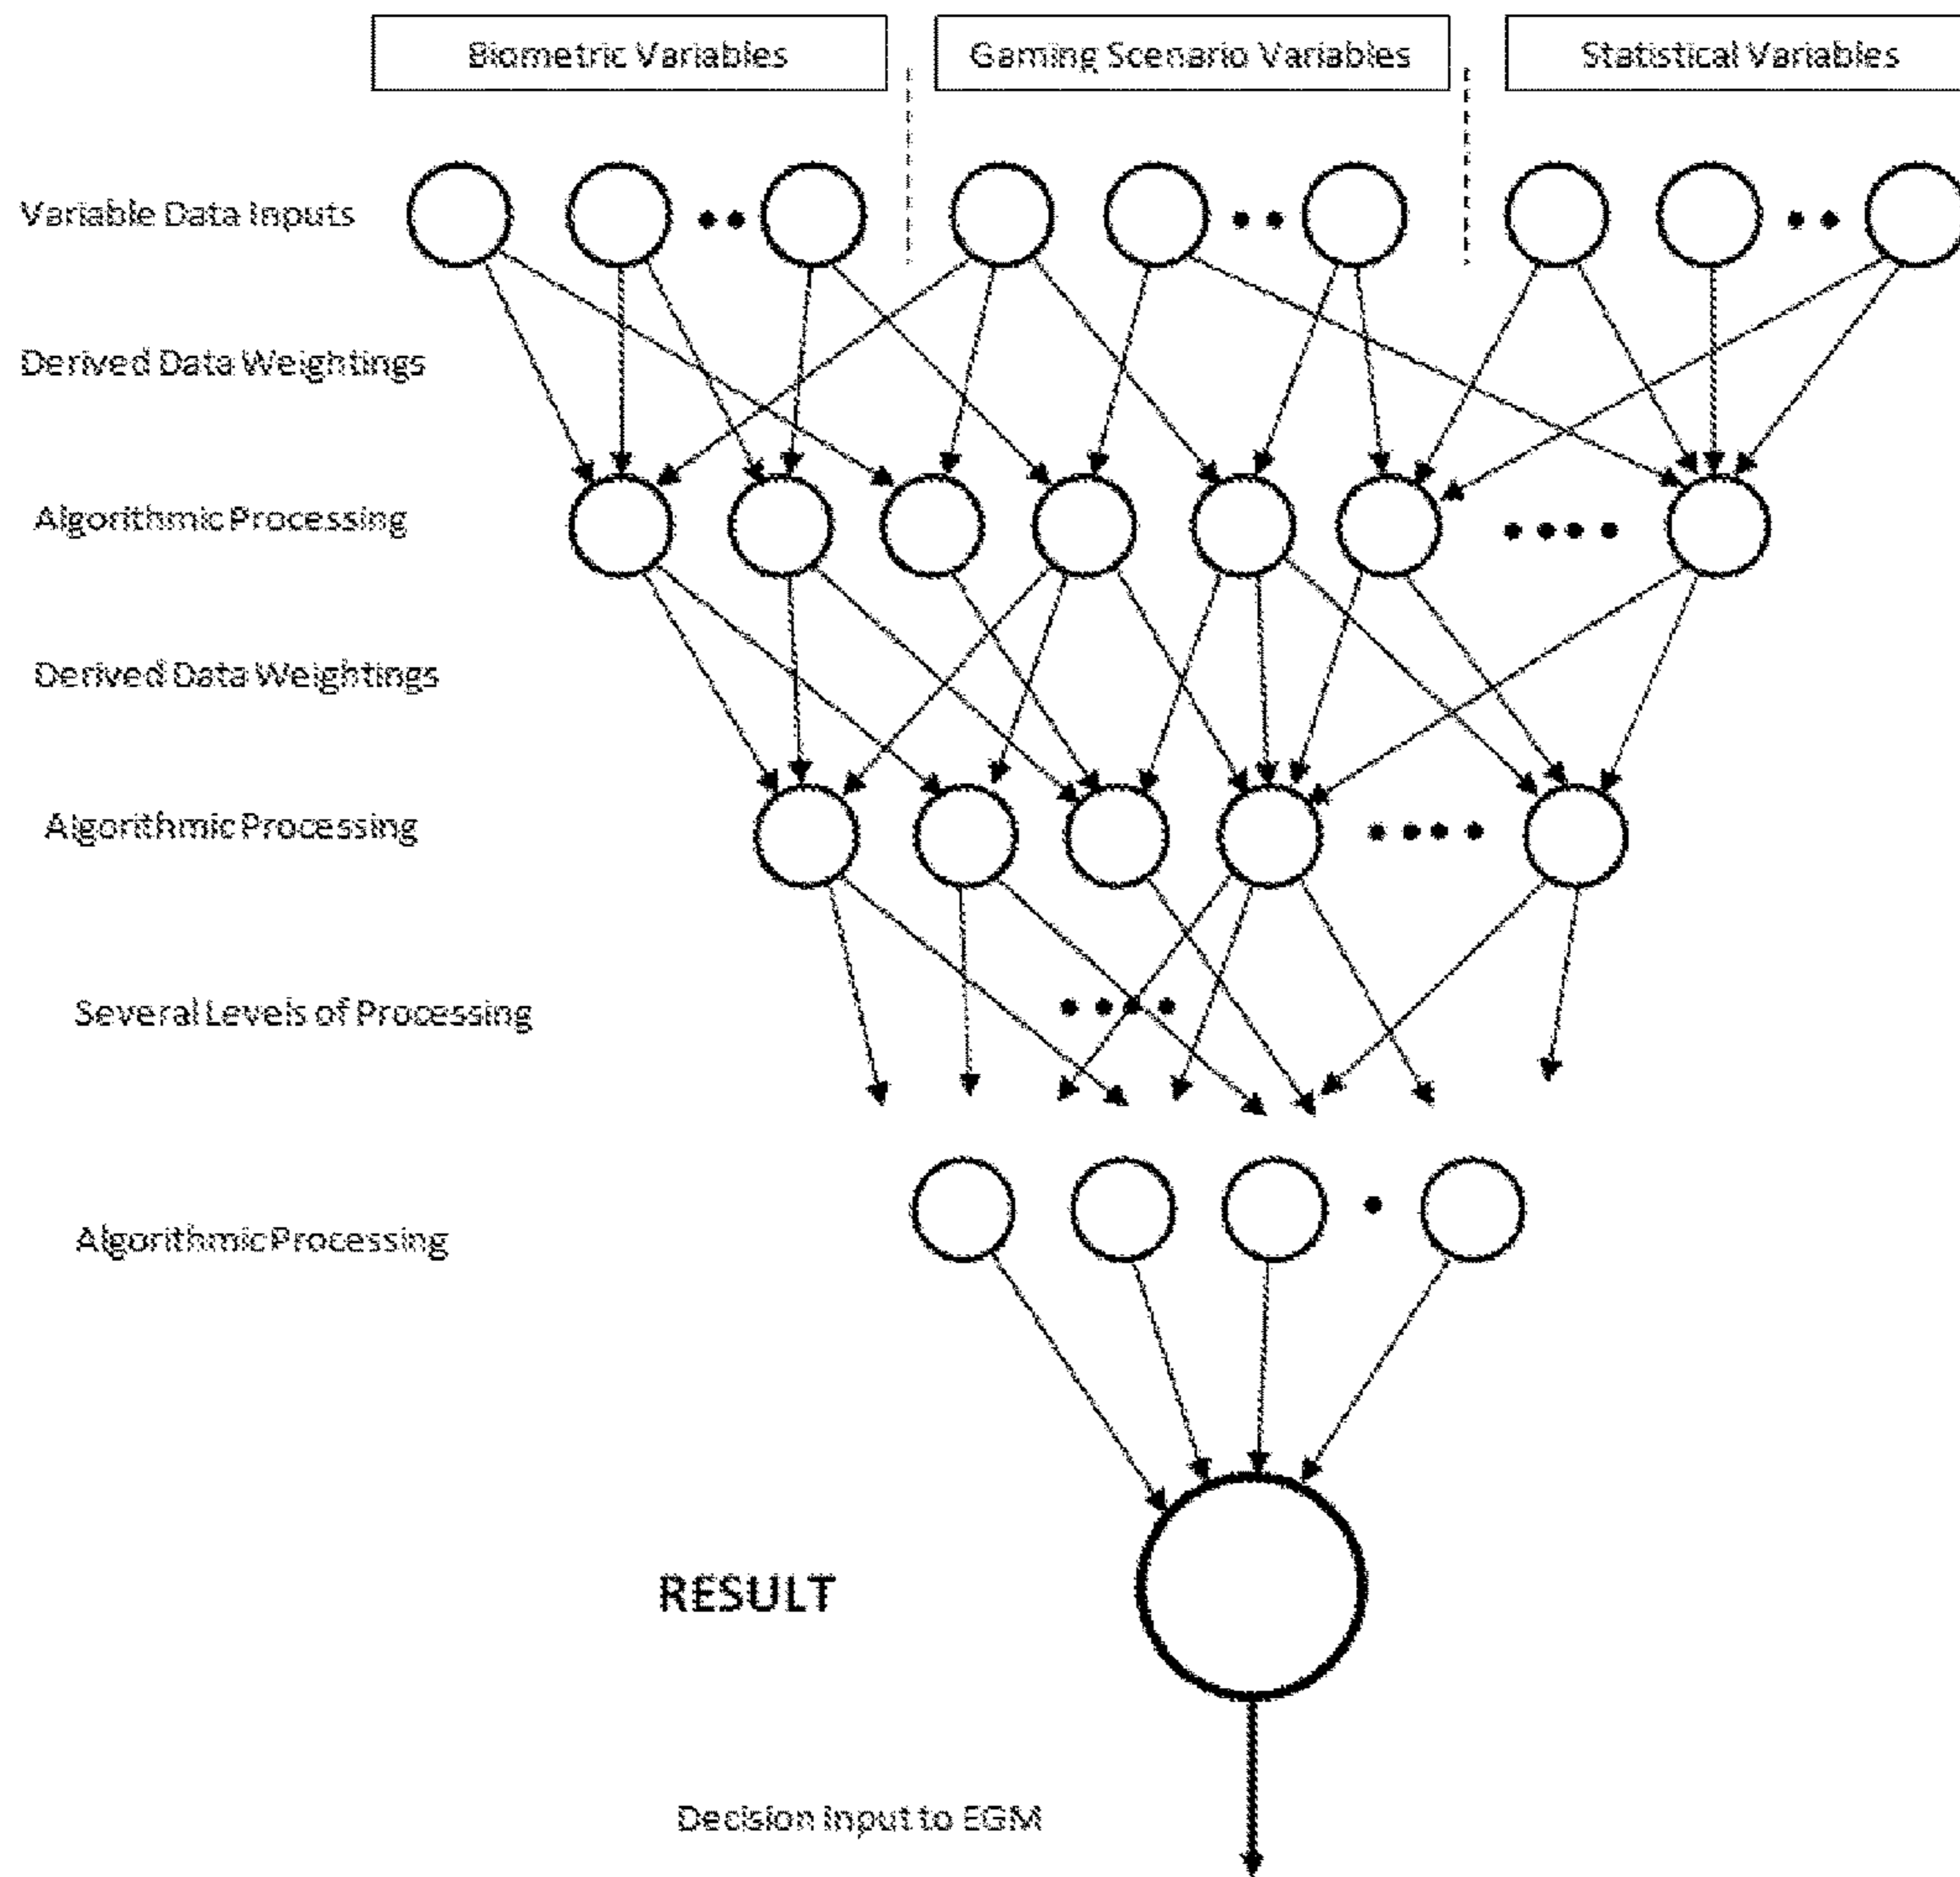 Biometric Variables
Gaming Scenario Variables
Statistical Variables
Variable Data Inputs
Derived Data Weightings
Algorithmic Processing
Derived Data Weightings
Algorithmic Processing
Several Levels of Processing
Algorithmic Processing
RESULT
Decision Input to EGM